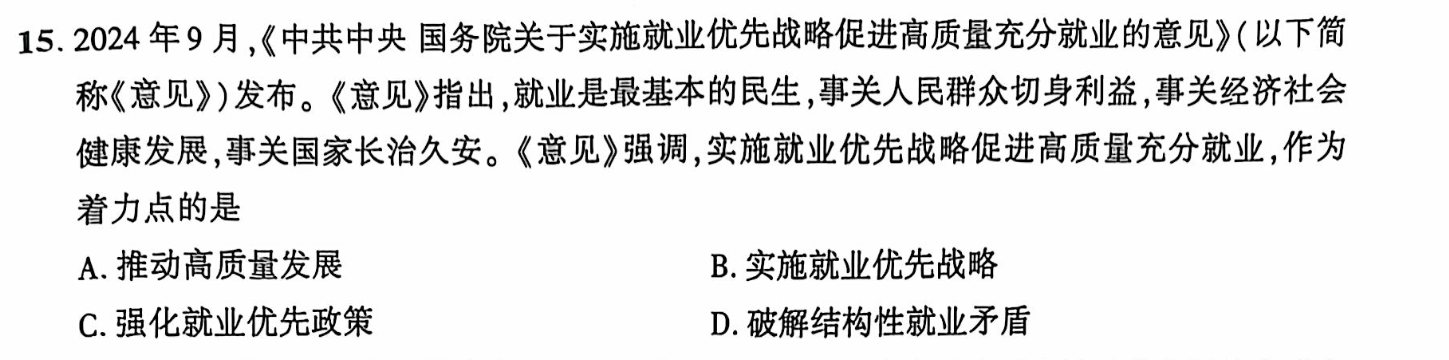 15. 2024 年 9 月,《中共中央 国务院关于实施就业优先战略促进高质量充分就业的意见》(以下简
称《意见》)发布。《意见》指出,就业是最基本的民生,事关人民群众切身利益,事关经济社会
健康发展,事关国家长治久安。《意见》强调,实施就业优先战略促进高质量充分就业,作为
着力点的是
A. 推动高质量发展 B. 实施就业优先战略
C. 强化就业优先政策 D. 破解结构性就业矛盾